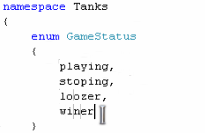 namespace Tanks
{
enum GameStatus
{
playing,
stoping,
loozer,
winer
}